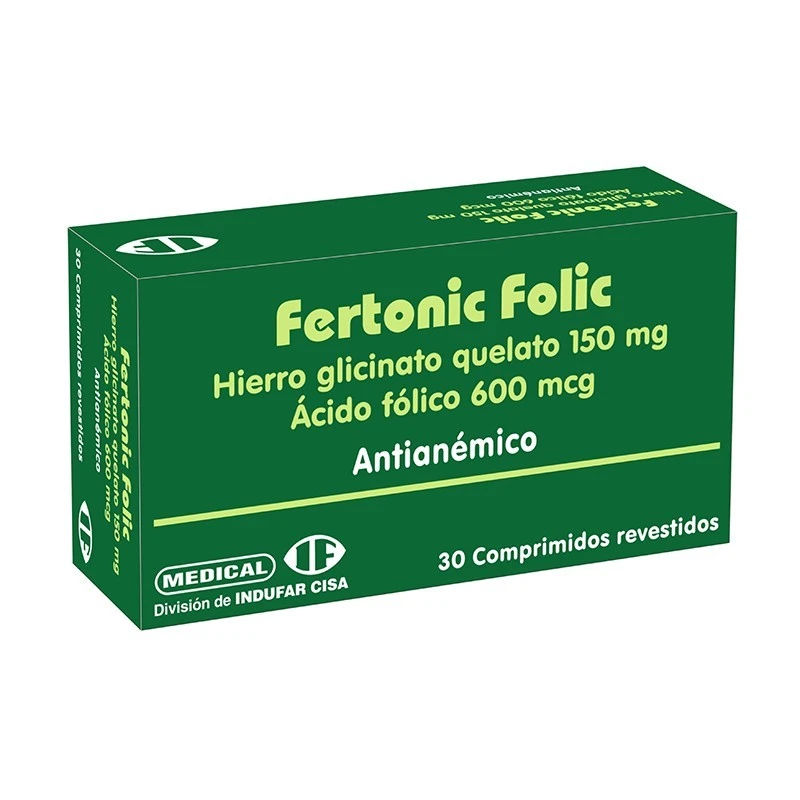 Fertonic Folic
Hierro glicinato quelato 150 mg
Ácido fólico 600 mcg
Antianémico
Fertonic Folic
Hierro glicinato quelato 150 mg
Ácido fólico 600 mcg
Antianémico
30 Comprimidos revestidos
MEDICAL
IF
División de INDUFAR CISA
IF
Fertonic Folic
Hierro glicinato quelato 150 mg
Ácido fólico 600 mcg
Antianémico
30 Comprimidos revestidos
IF